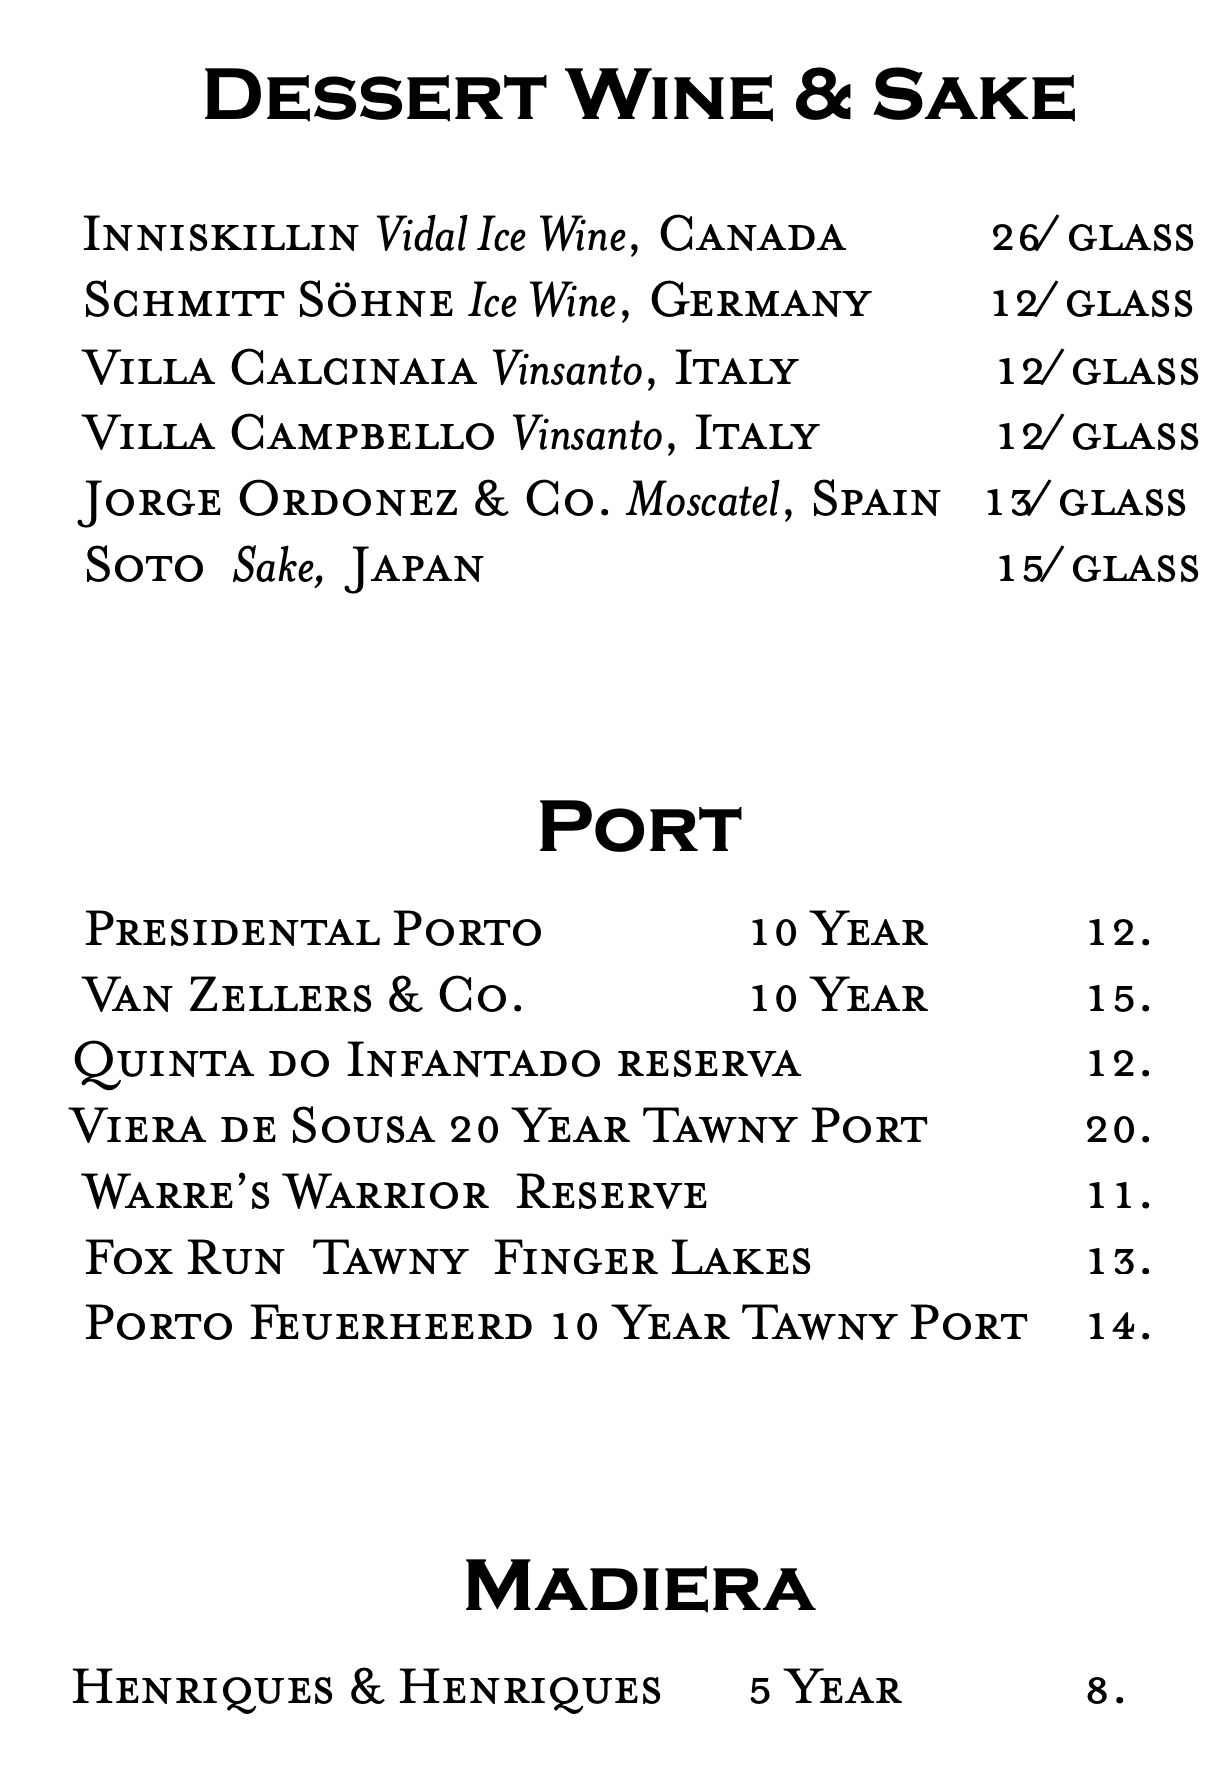 Dessert Wine & Sake
Inniskillin Vidal Ice Wine, Canada 26/ glass
Schmitt Söhne Ice Wine, Germany 12/ glass
Villa Calcinaia Vinsanto, Italy 12/ glass
Villa Campbello Vinsanto, Italy 12/ glass
Jorge Ordonez & Co. Moscatel, Spain 13/ glass
Soto Sake, Japan 15/ glass
Port
Presidental Porto 10 Year 12.
Van Zellers & Co. 10 Year 15.
Quinta do Infantado reserva 12.
Viera de Sousa 20 Year Tawny Port 20.
Warre’s Warrior Reserve 11.
Fox Run Tawny Finger Lakes 13.
Porto Feuerheerd 10 Year Tawny Port 14.
Madiera
Henriques & Henriques 5 Year 8.